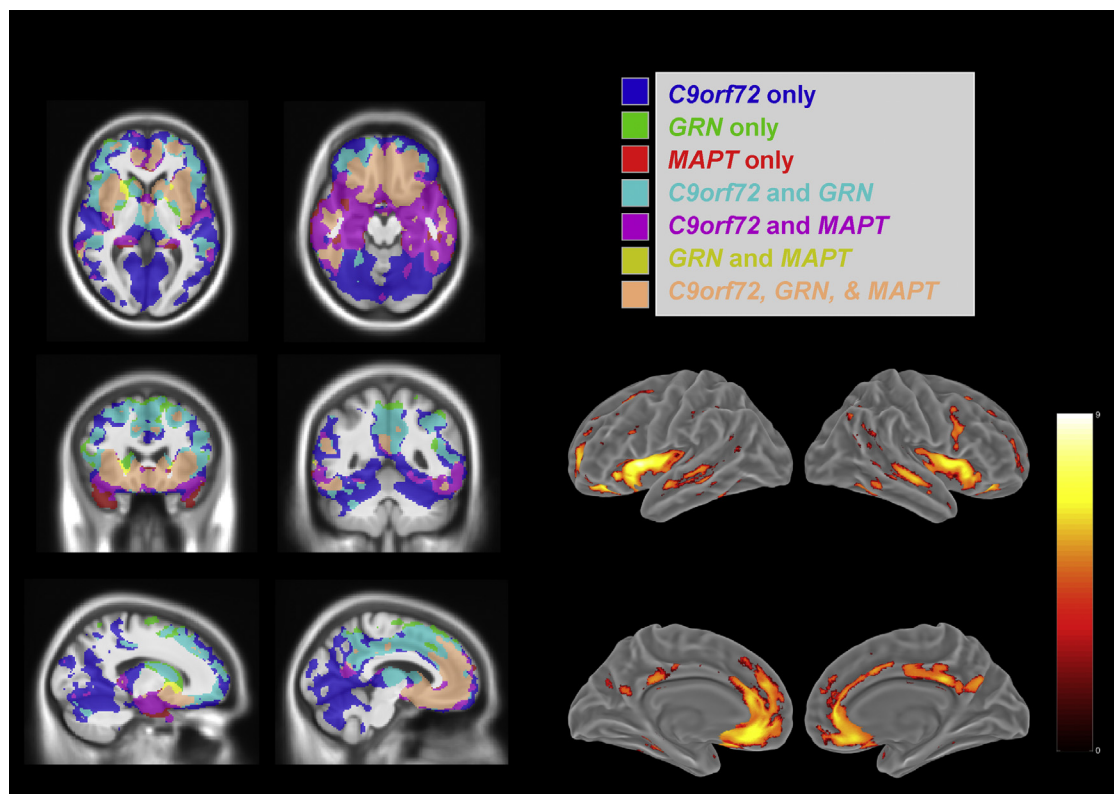 C9orf72 only
GRN only
MAPT only
C9orf72 and GRN
C9orf72 and MAPT
GRN and MAPT
C9orf72, GRN, & MAPT
9
0